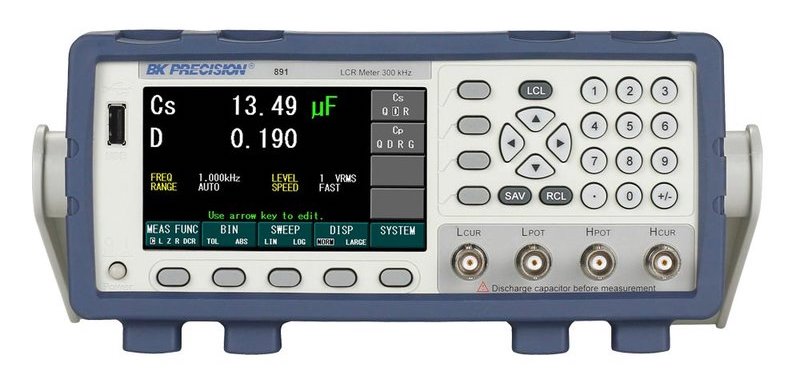 BK PRECISION® 891 LCR Meter 300 kHz
Cs 13.49 µF
D 0.190
Cs
Q D R
Cp
Q D R G
FREQ 1.000kHz LEVEL 1 VRMS
RANGE AUTO SPEED FAST
Use arrow key to edit.
MEAS FUNC BIN SWEEP DISP SYSTEM
C L Z R DCR TOL ABS LIN LOG NORM LARGE
LCL 1 2 3
4 5 6
7 8 9
SAV RCL . 0 +/-
LCUR LPOT HPOT HCUR
⚠ Discharge capacitor before measurement
Power